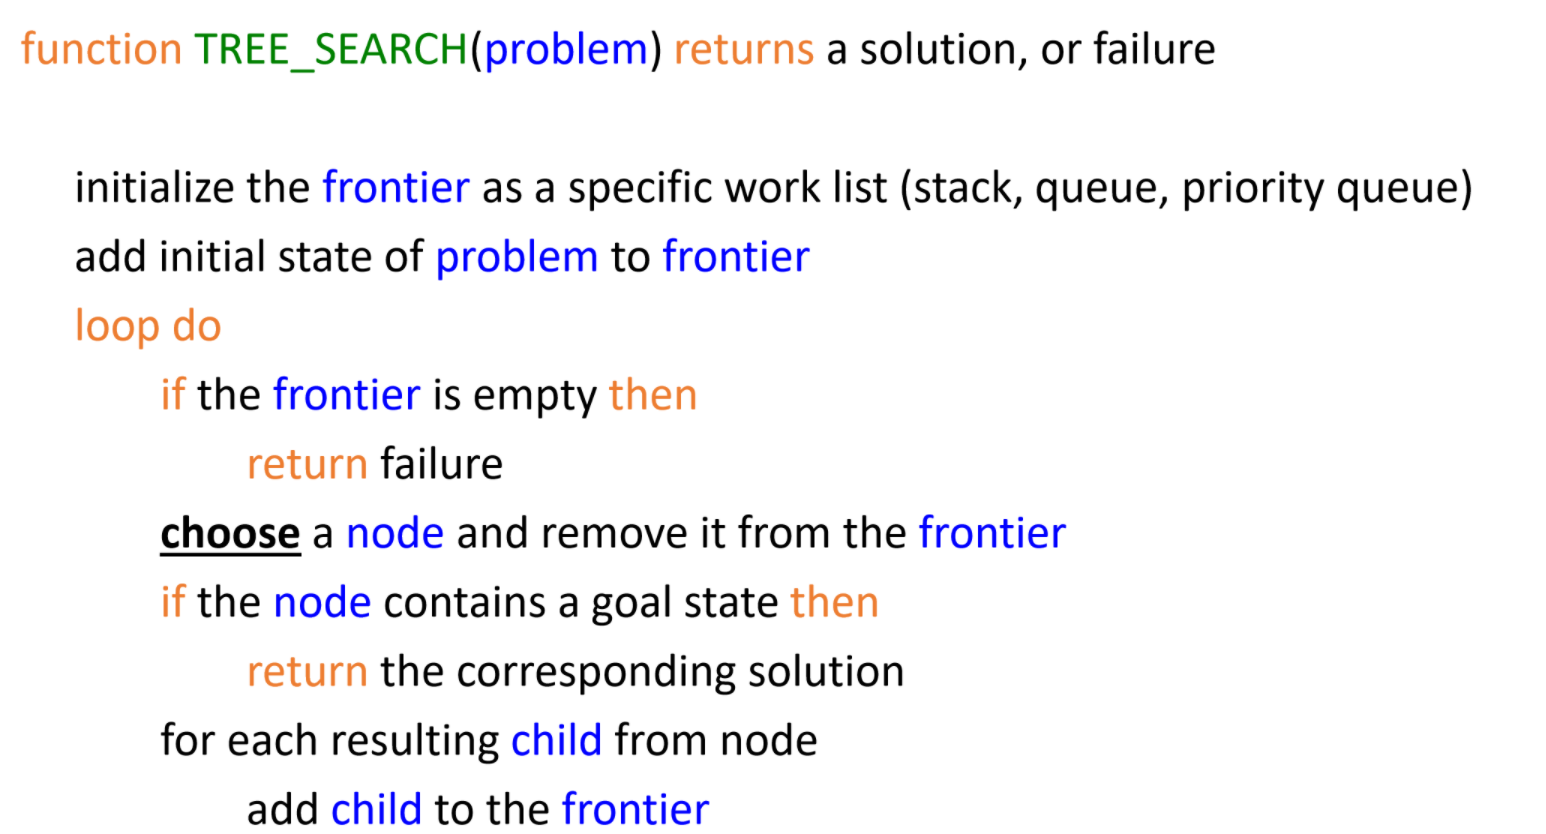 function TREE_SEARCH(problem) returns a solution, or failure
initialize the frontier as a specific work list (stack, queue, priority queue)
add initial state of problem to frontier
loop do
if the frontier is empty then
return failure
choose a node and remove it from the frontier
if the node contains a goal state then
return the corresponding solution
for each resulting child from node
add child to the frontier